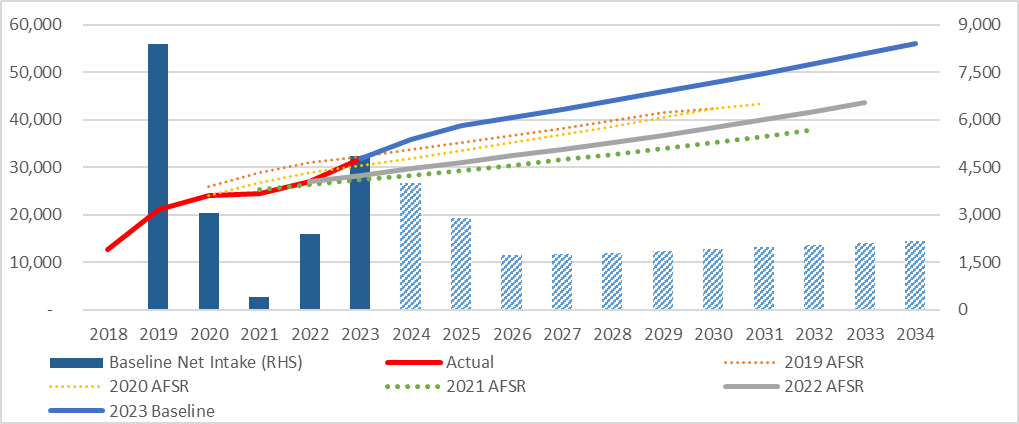 60,000 9,000
50,000 7,500
40,000 6,000
30,000 4,500
20,000 3,000
10,000 1,500
- 0
2018 2019 2020 2021 2022 2023 2024 2025 2026 2027 2028 2029 2030 2031 2032 2033 2034
Baseline Net Intake (RHS) Actual 2019 AFSR
2020 AFSR 2021 AFSR 2022 AFSR
2023 Baseline